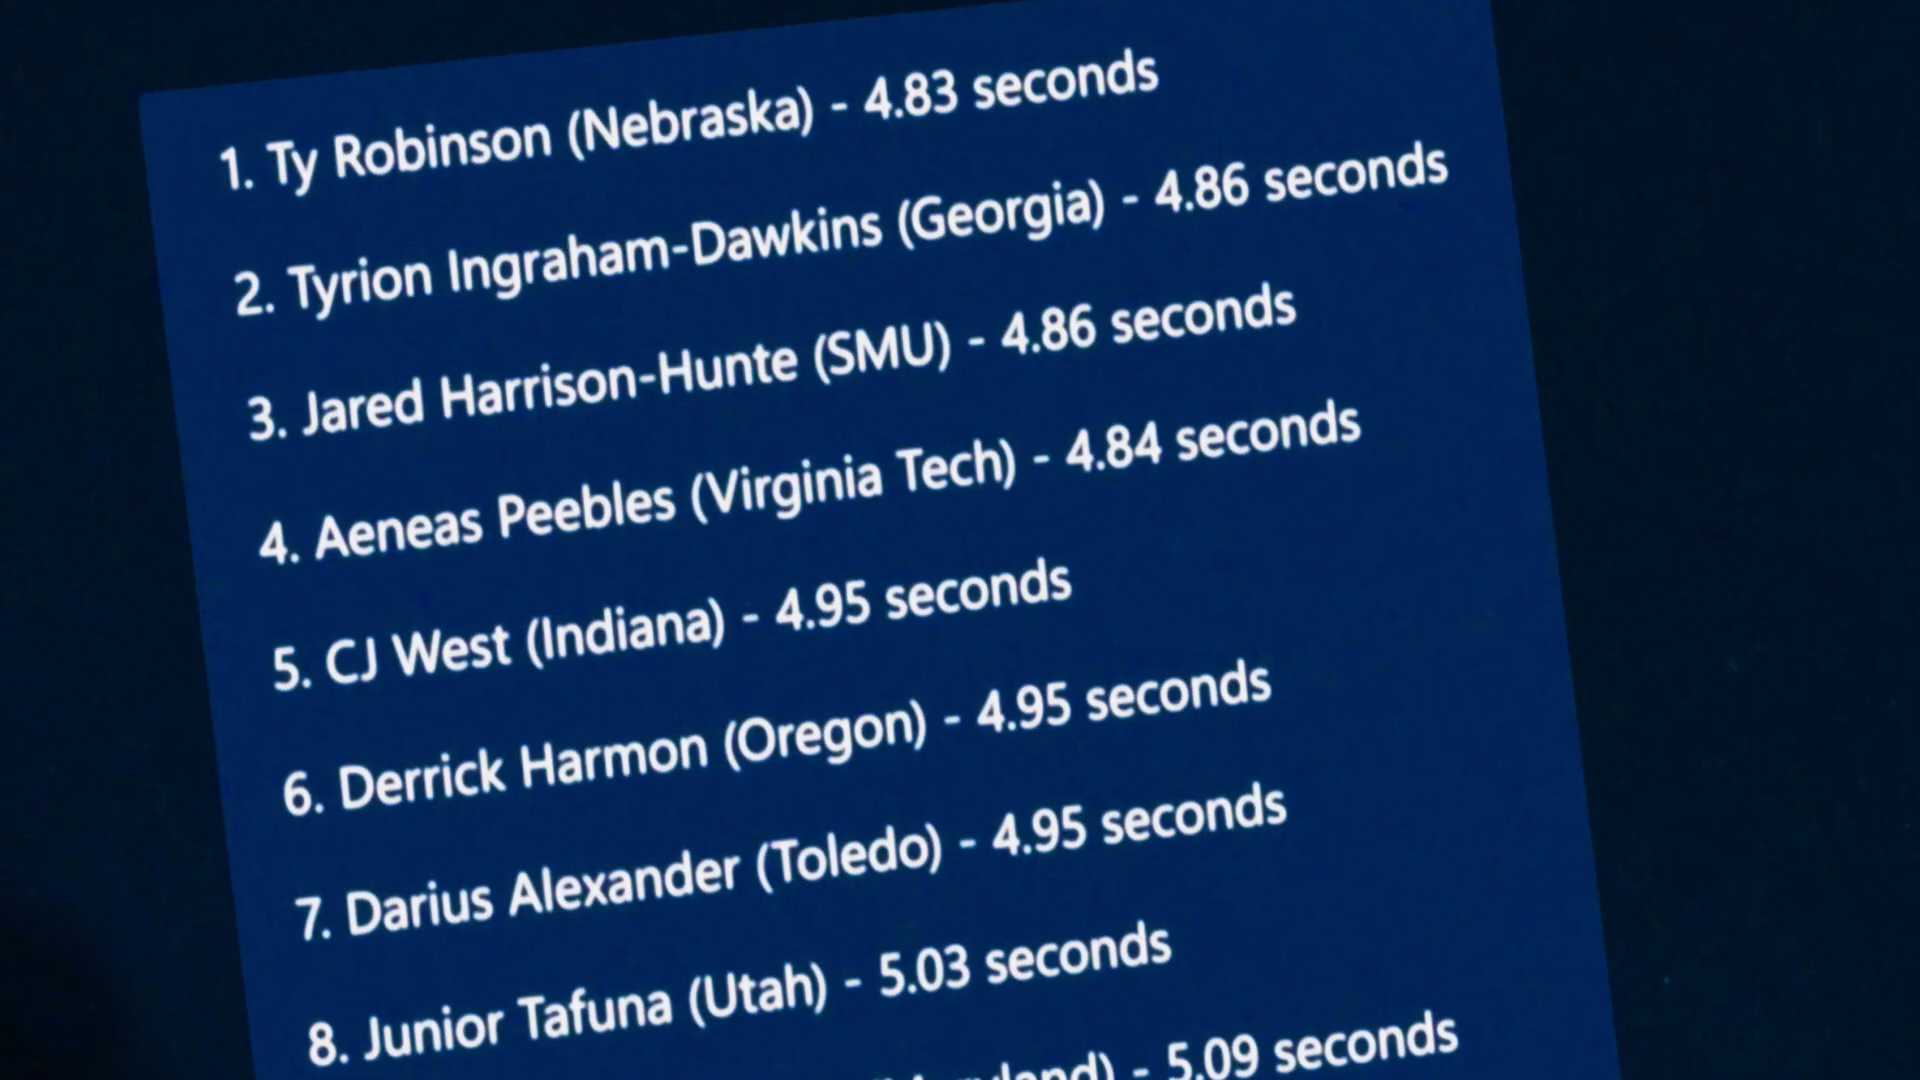 1. Ty Robinson (Nebraska) - 4.83 seconds
2. Tyrion Ingraham-Dawkins (Georgia) - 4.86 seconds
3. Jared Harrison-Hunte (SMU) - 4.86 seconds
4. Aeneas Peebles (Virginia Tech) - 4.84 seconds
5. CJ West (Indiana) - 4.95 seconds
6. Derrick Harmon (Oregon) - 4.95 seconds
7. Darius Alexander (Toledo) - 4.95 seconds
8. Junior Tafuna (Utah) - 5.03 seconds
- 5.09 seconds